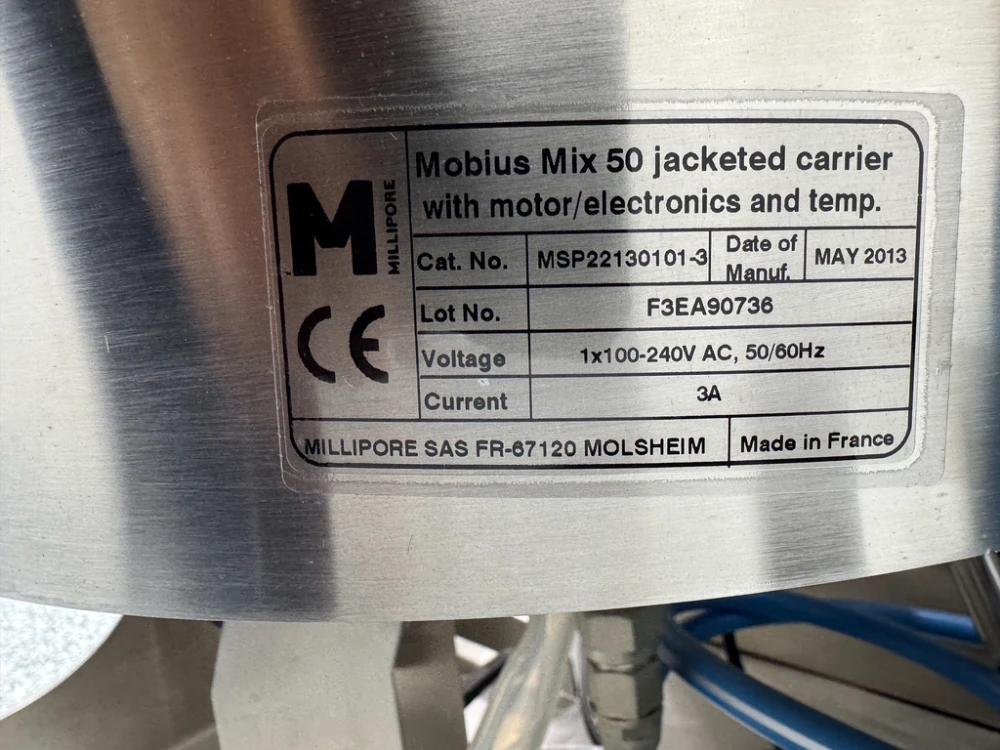 M MILLIPORE
CE
Mobius Mix 50 jacketed carrier
with motor/electronics and temp.
Cat. No. MSP22130101-3 Date of Manuf. MAY 2013
Lot No. F3EA90736
Voltage 1x100-240V AC, 50/60Hz
Current 3A
MILLIPORE SAS FR-67120 MOLSHEIM Made in France